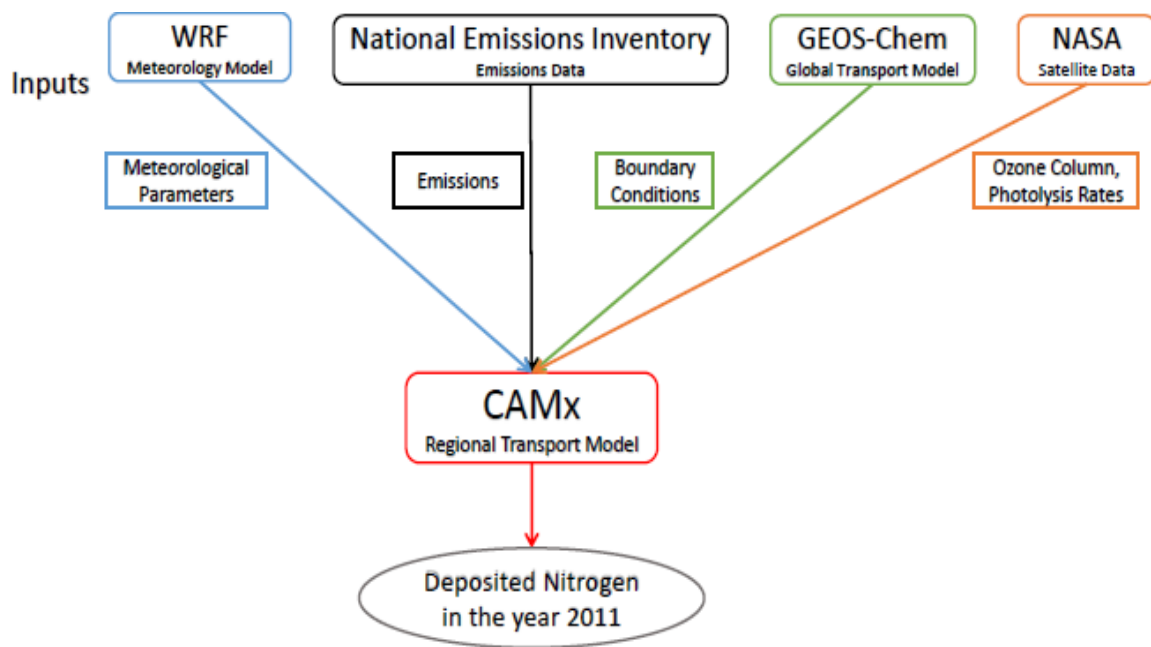 WRF
Meteorology Model
National Emissions Inventory
Emissions Data
GEOS-Chem
Global Transport Model
NASA
Satellite Data
Inputs
Meteorological
Parameters
Emissions
Boundary
Conditions
Ozone Column,
Photolysis Rates
CAMx
Regional Transport Model
Deposited Nitrogen
in the year 2011